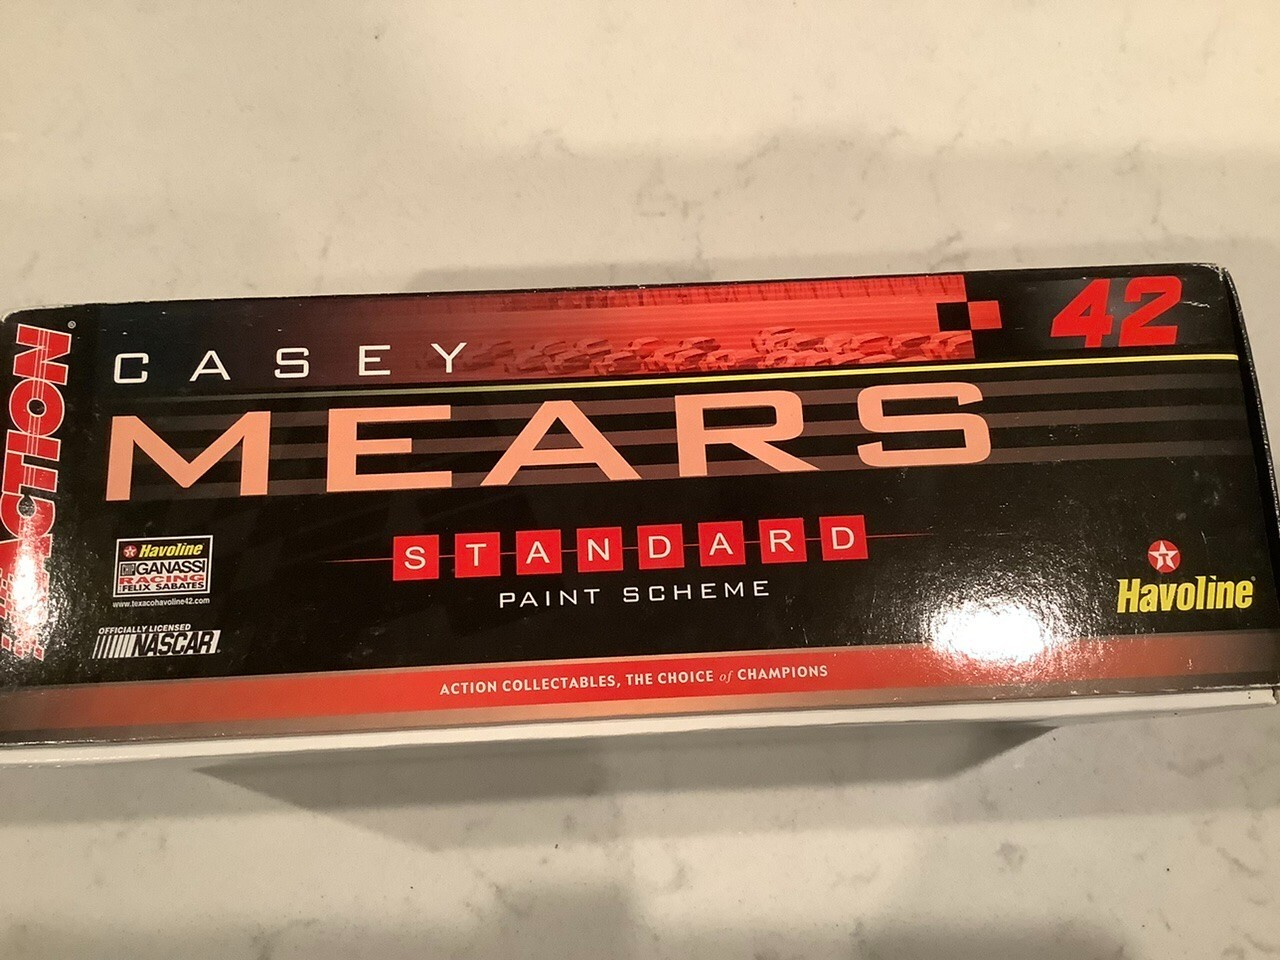 ACTION®
CASEY
42
MEARS
STANDARD
PAINT SCHEME
Havoline
GANASSI
RACING
FELIX SABATES
www.texacohavoline42.com
OFFICIALLY LICENSED
NASCAR
T
Havoline
ACTION COLLECTABLES, THE CHOICE of CHAMPIONS